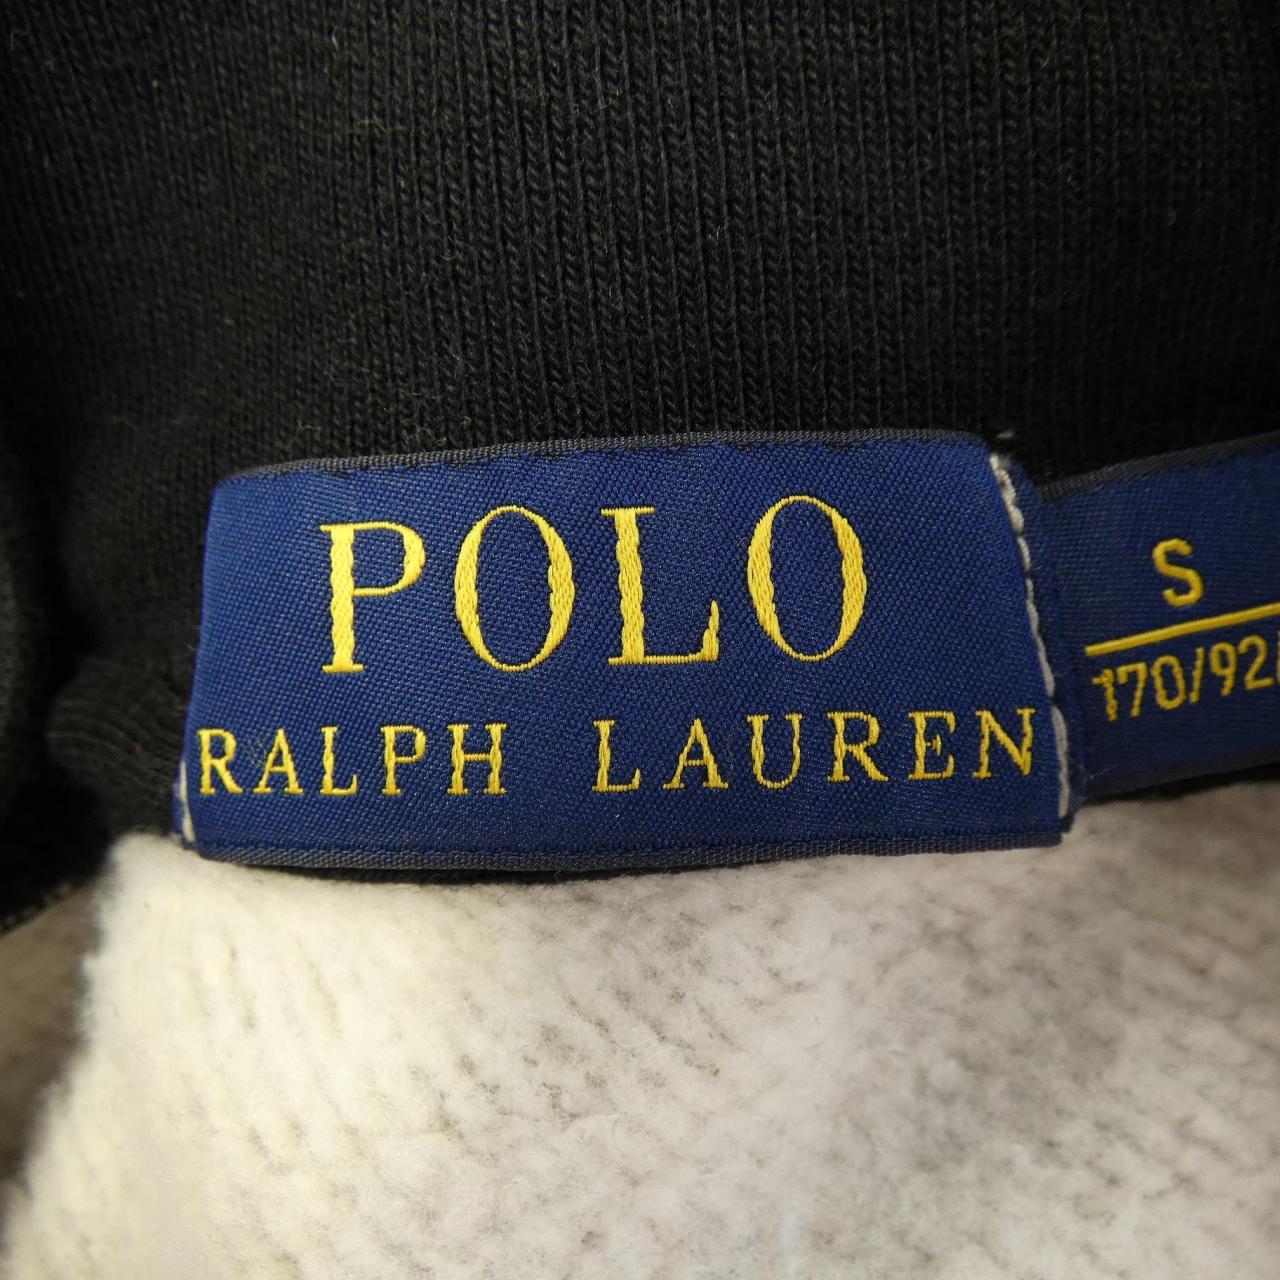 POLO
RALPH LAUREN
S
170/92/